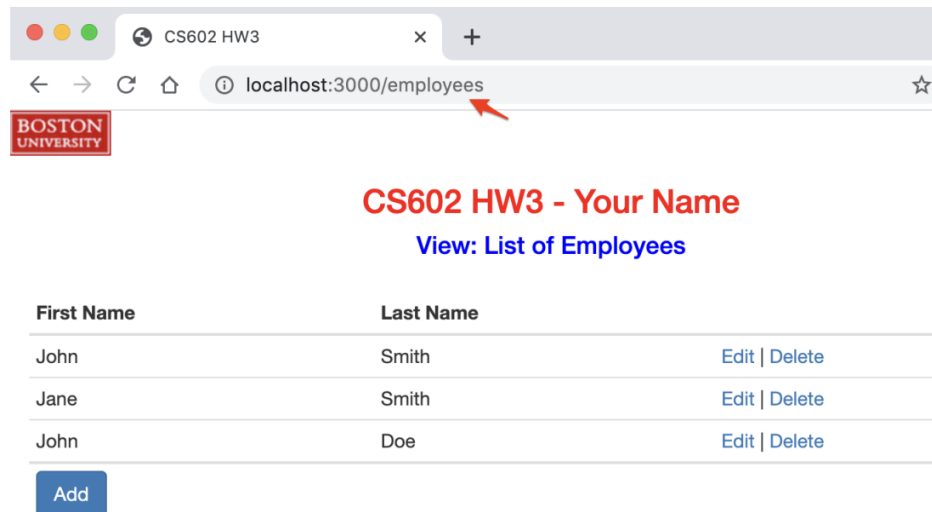 CS602 HW3
localhost:3000/employees
BOSTON
UNIVERSITY
CS602 HW3 - Your Name
View: List of Employees
First Name Last Name
John Smith Edit | Delete
Jane Smith Edit | Delete
John Doe Edit | Delete
Add